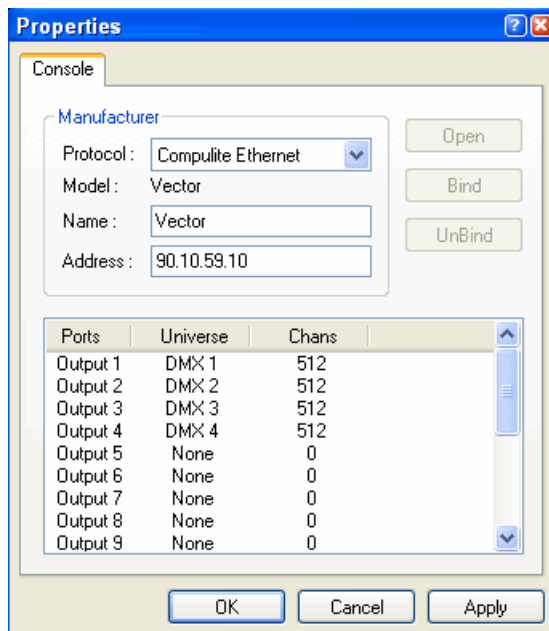 Properties
Console
Manufacturer
Protocol : Compulite Ethernet
Model : Vector
Name : Vector
Address : 90.10.59.10
Open
Bind
UnBind
Ports Universe Chans
Output 1 DMX 1 512
Output 2 DMX 2 512
Output 3 DMX 3 512
Output 4 DMX 4 512
Output 5 None 0
Output 6 None 0
Output 7 None 0
Output 8 None 0
Output 9 None 0
OK Cancel Apply